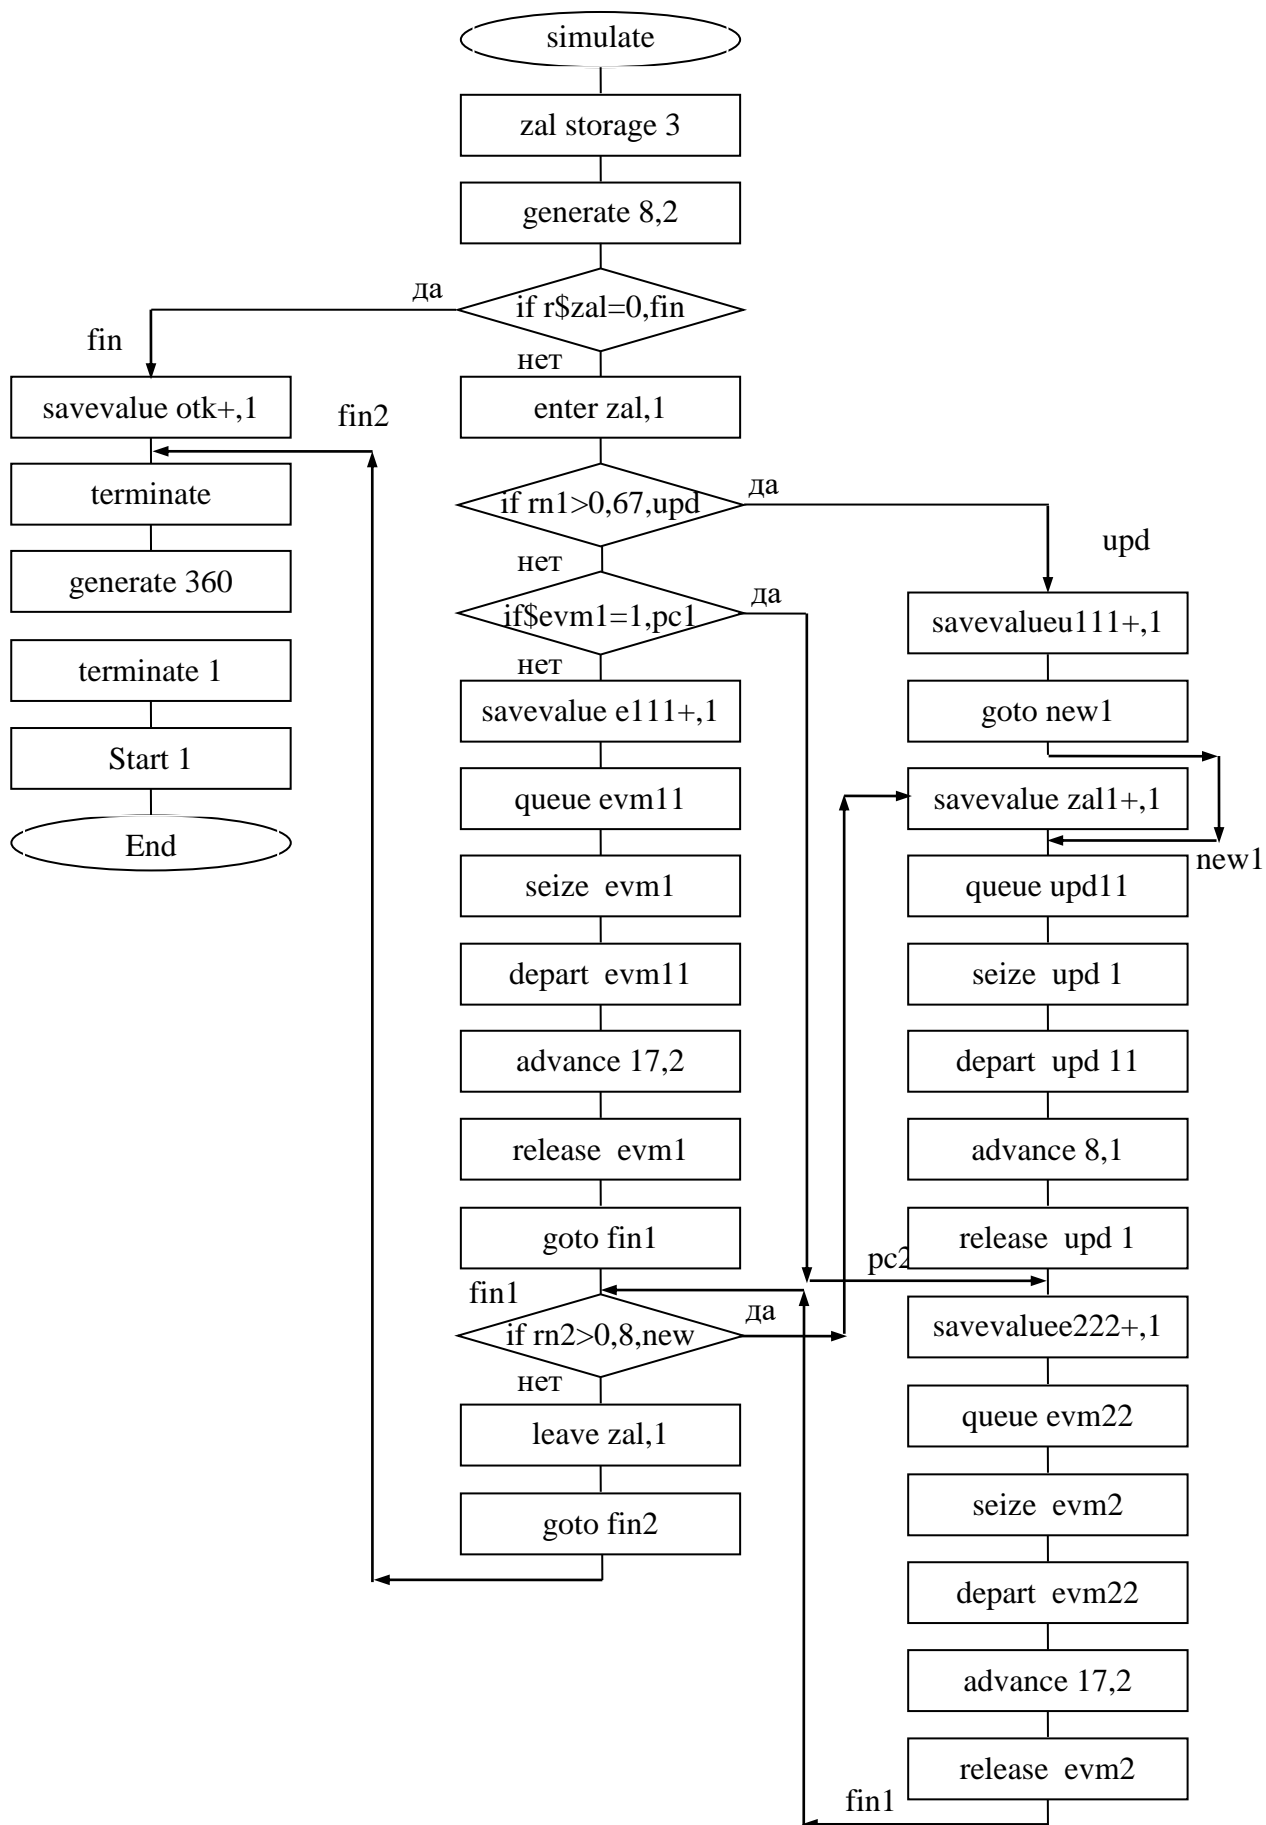 simulate
zal storage 3
generate 8,2
да
if r$zal=0,fin
fin
нет
savevalue otk+,1
fin2
enter zal,1
terminate
if rn1>0,67,upd
да
upd
generate 360
нет
if$evm1=1,pc1
да
savevalueu111+,1
terminate 1
нет
savevalue e111+,1
goto new1
Start 1
queue evm11
savevalue zal1+,1
End
new1
seize evm1
queue upd11
depart evm11
seize upd 1
advance 17,2
depart upd 11
release evm1
advance 8,1
goto fin1
release upd 1
pc2
fin1
да
if rn2>0,8,new
savevaluee222+,1
нет
leave zal,1
queue evm22
goto fin2
seize evm2
depart evm22
advance 17,2
release evm2
fin1